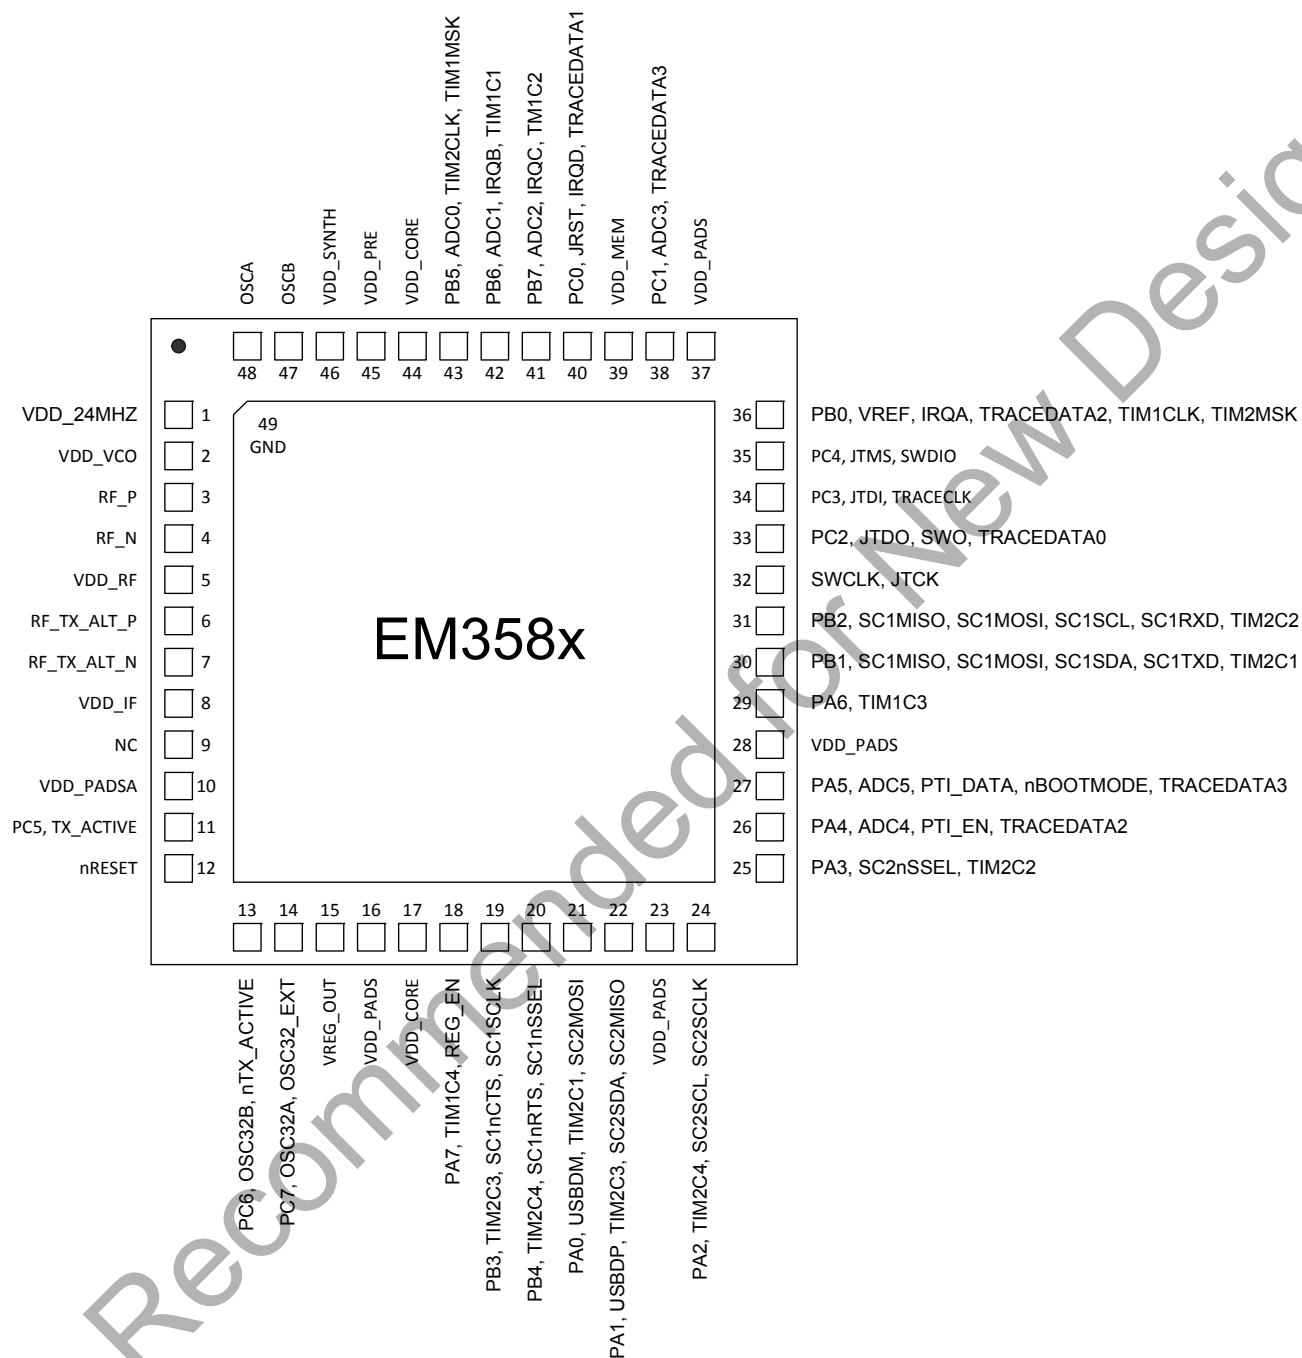 OSCA
OSCB
VDD_SYNTH
VDD_PRE
VDD_CORE
PB5, ADC0, TIM2CLK, TIM1MSK
PB6, ADC1, IRQB, TIM1C1
PB7, ADC2, IRQC, TM1C2
PC0, JRST, IRQD, TRACEDATA1
VDD_MEM
PC1, ADC3, TRACEDATA3
VDD_PADS
48 47 46 45 44 43 42 41 40 39 38 37
VDD_24MHZ 1
VDD_VCO 2
RF_P 3
RF_N 4
VDD_RF 5
RF_TX_ALT_P 6
RF_TX_ALT_N 7
VDD_IF 8
NC 9
VDD_PADSA 10
PC5, TX_ACTIVE 11
nRESET 12
49
GND
EM358x
36 PB0, VREF, IRQA, TRACEDATA2, TIM1CLK, TIM2MSK
35 PC4, JTMS, SWDIO
34 PC3, JTDI, TRACECLK
33 PC2, JTDO, SWO, TRACEDATA0
32 SWCLK, JTCK
31 PB2, SC1MISO, SC1MOSI, SC1SCL, SC1RXD, TIM2C2
30 PB1, SC1MISO, SC1MOSI, SC1SDA, SC1TXD, TIM2C1
29 PA6, TIM1C3
28 VDD_PADS
27 PA5, ADC5, PTI_DATA, nBOOTMODE, TRACEDATA3
26 PA4, ADC4, PTI_EN, TRACEDATA2
25 PA3, SC2nSSEL, TIM2C2
13 14 15 16 17 18 19 20 21 22 23 24
PC6, OSC32B, nTX_ACTIVE
PC7, OSC32A, OSC32_EXT
VREG_OUT
VDD_PADS
VDD_CORE
PA7, TIM1C4, REG_EN
PB3, TIM2C3, SC1nCTS, SC1SCLK
PB4, TIM2C4, SC1nRTS, SC1nSSEL
PA0, USBDM, TIM2C1, SC2MOSI
PA1, USBDP, TIM2C3, SC2SDA, SC2MISO
VDD_PADS
PA2, TIM2C4, SC2SCL, SC2SCLK
Recommended for New Desig